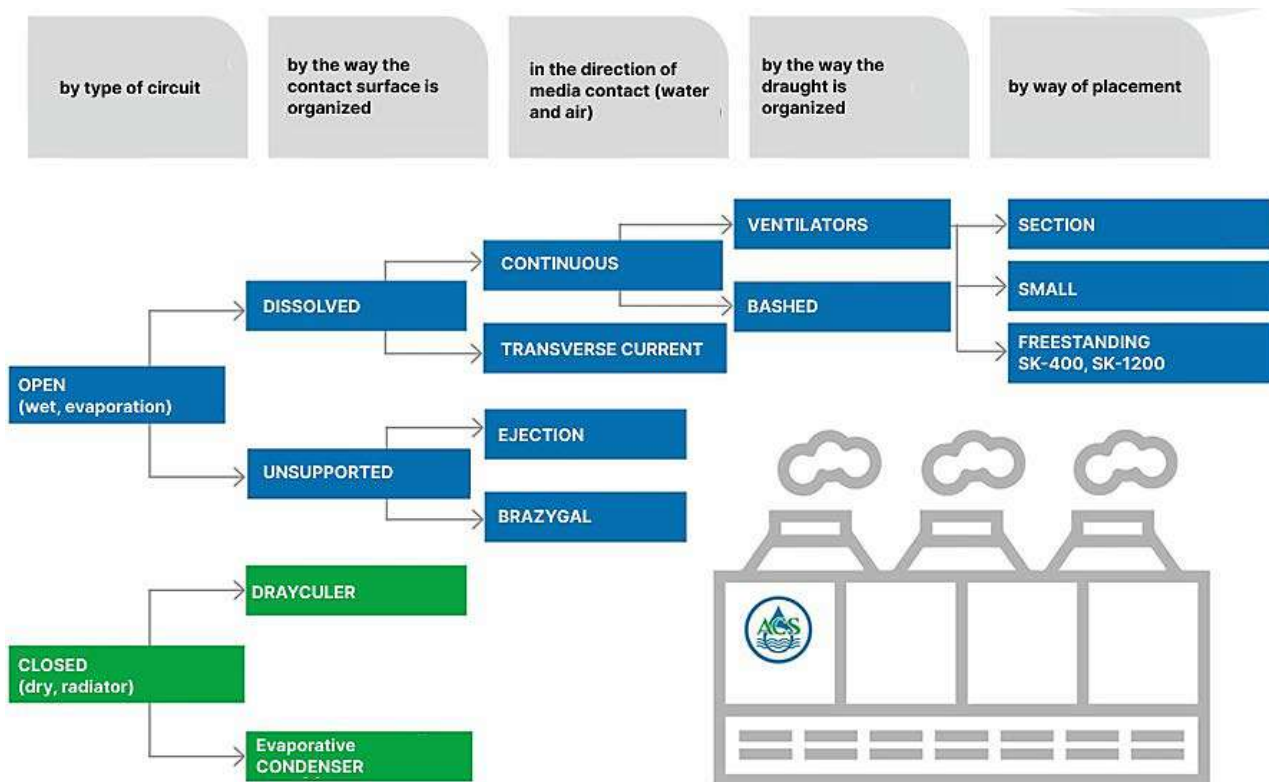 by type of circuit
by the way the
contact surface is
organized
in the direction of
media contact (water
and air)
by the way the
draught is
organized
by way of placement
VENTILATORS
SECTION
CONTINUOUS
DISSOLVED
SMALL
BASHED
TRANSVERSE CURRENT
FREESTANDING
SK-400, SK-1200
OPEN
(wet, evaporation)
EJECTION
UNSUPPORTED
BRAZYGAL
DRAYCULER
ACS
CLOSED
(dry, radiator)
Evaporative
CONDENSER